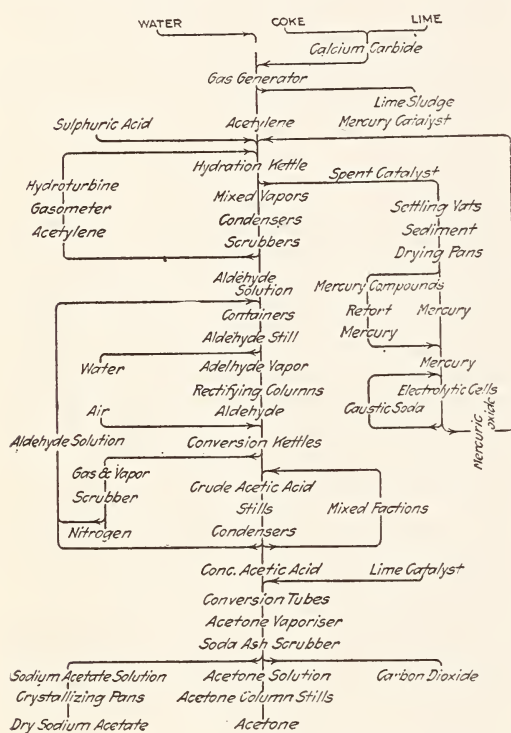 WATER COKE LIME
Calcium Carbide
Gas Generator
Lime Sludge
Sulphuric Acid Acetylene Mercury Catalyst
Hydration Kettle
Spent Catalyst
Hydroturbine Mixed Vapors
Gasometer Condensers Settling Vats
Acetylene Scrubbers Sediment
Drying Pans
Aldehyde
Solution Mercury Compounds
Containers Retort Mercury
Aldehyde Still Mercury
Water Adelhyde Vapor Mercury
Rectifying Columns Electrolytic Cells
Air Aldehyde Caustic Soda
Aldehyde Solution Conversion Kettles Mercuric
oxide
Gas & Vapor
Crude Acetic Acid
Scrubber Stills Mixed Factions
Nitrogen Condensers
Conc. Acetic Acid Lime Catalyst
Conversion Tubes
Acetone Vaporiser
Soda Ash Scrubber
Sodium Acetate Solution Acetone Solution Carbon Dioxide
Crystallizing Pans Acetone Column Stills
Dry Sodium Acetate Acetone